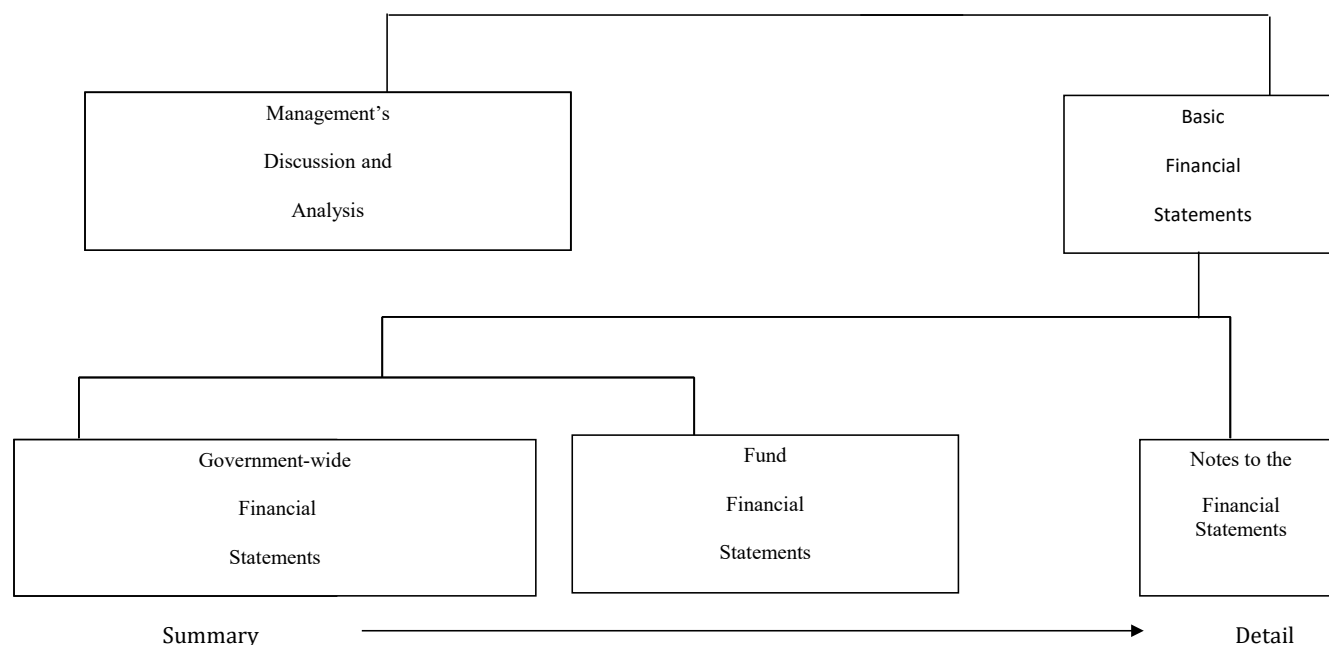 Management’s
Discussion and
Analysis
Basic
Financial
Statements
Government-wide
Financial
Statements
Fund
Financial
Statements
Notes to the
Financial
Statements
Summary
Detail